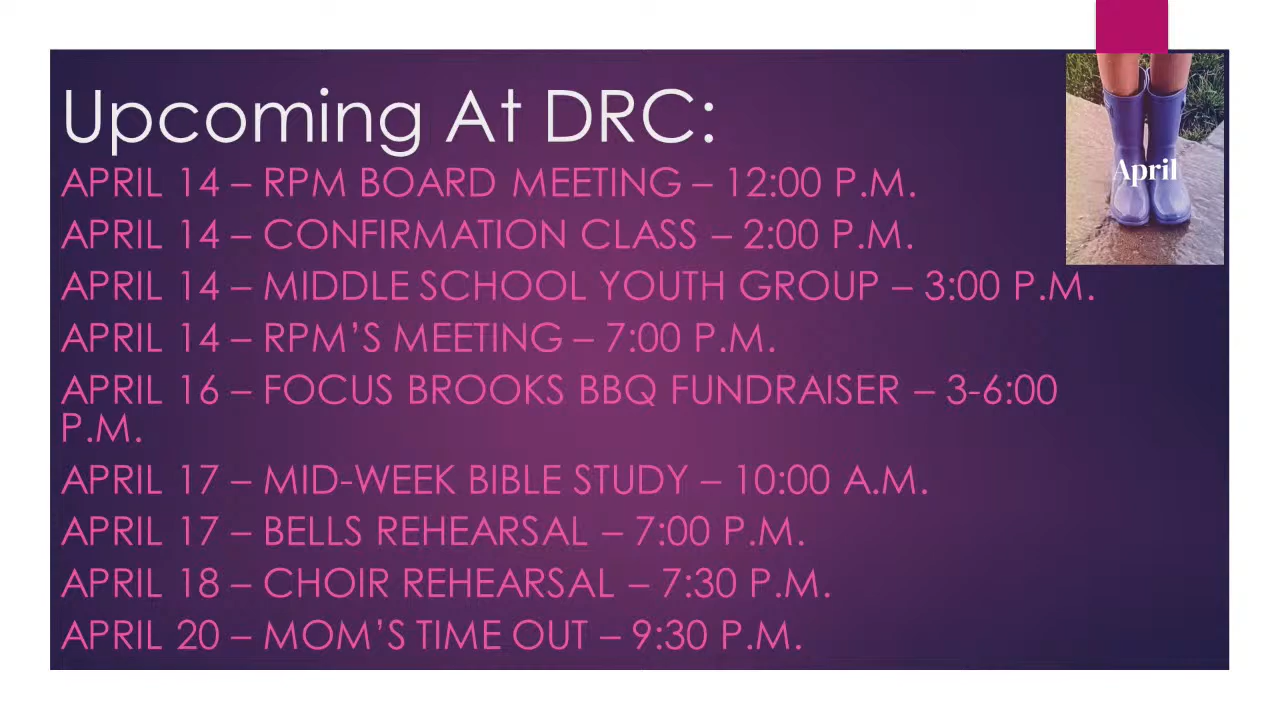 Upcoming At DRC:
April
APRIL 14 – RPM BOARD MEETING – 12:00 P.M.
APRIL 14 – CONFIRMATION CLASS – 2:00 P.M.
APRIL 14 – MIDDLE SCHOOL YOUTH GROUP – 3:00 P.M.
APRIL 14 – RPM’S MEETING – 7:00 P.M.
APRIL 16 – FOCUS BROOKS BBQ FUNDRAISER – 3-6:00
P.M.
APRIL 17 – MID-WEEK BIBLE STUDY – 10:00 A.M.
APRIL 17 – BELLS REHEARSAL – 7:00 P.M.
APRIL 18 – CHOIR REHEARSAL – 7:30 P.M.
APRIL 20 – MOM’S TIME OUT – 9:30 P.M.